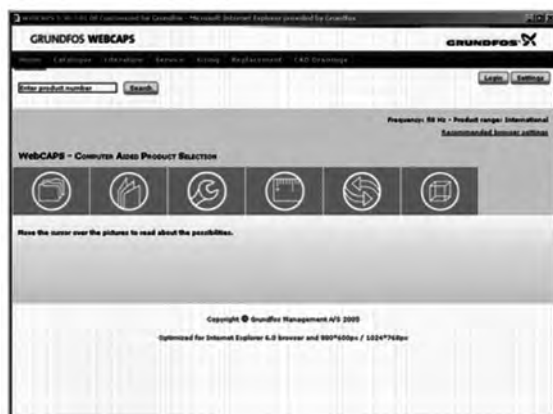 GRUNDFOS WEBCAPS
GRUNDFOS
Home Catalogue Literature Service Sizing Replacement CAD Drawings
Enter product number Search
Login Settings
Frequency: 50 Hz - Product range: International
Recommended browser settings
WebCAPS - Computer Aided Product Selection
Move the cursor over the pictures to read about the possibilities.
Copyright © Grundfos Management A/S 2005
Optimized for Internet Explorer 6.0 browser and 800*600px / 1024*768px